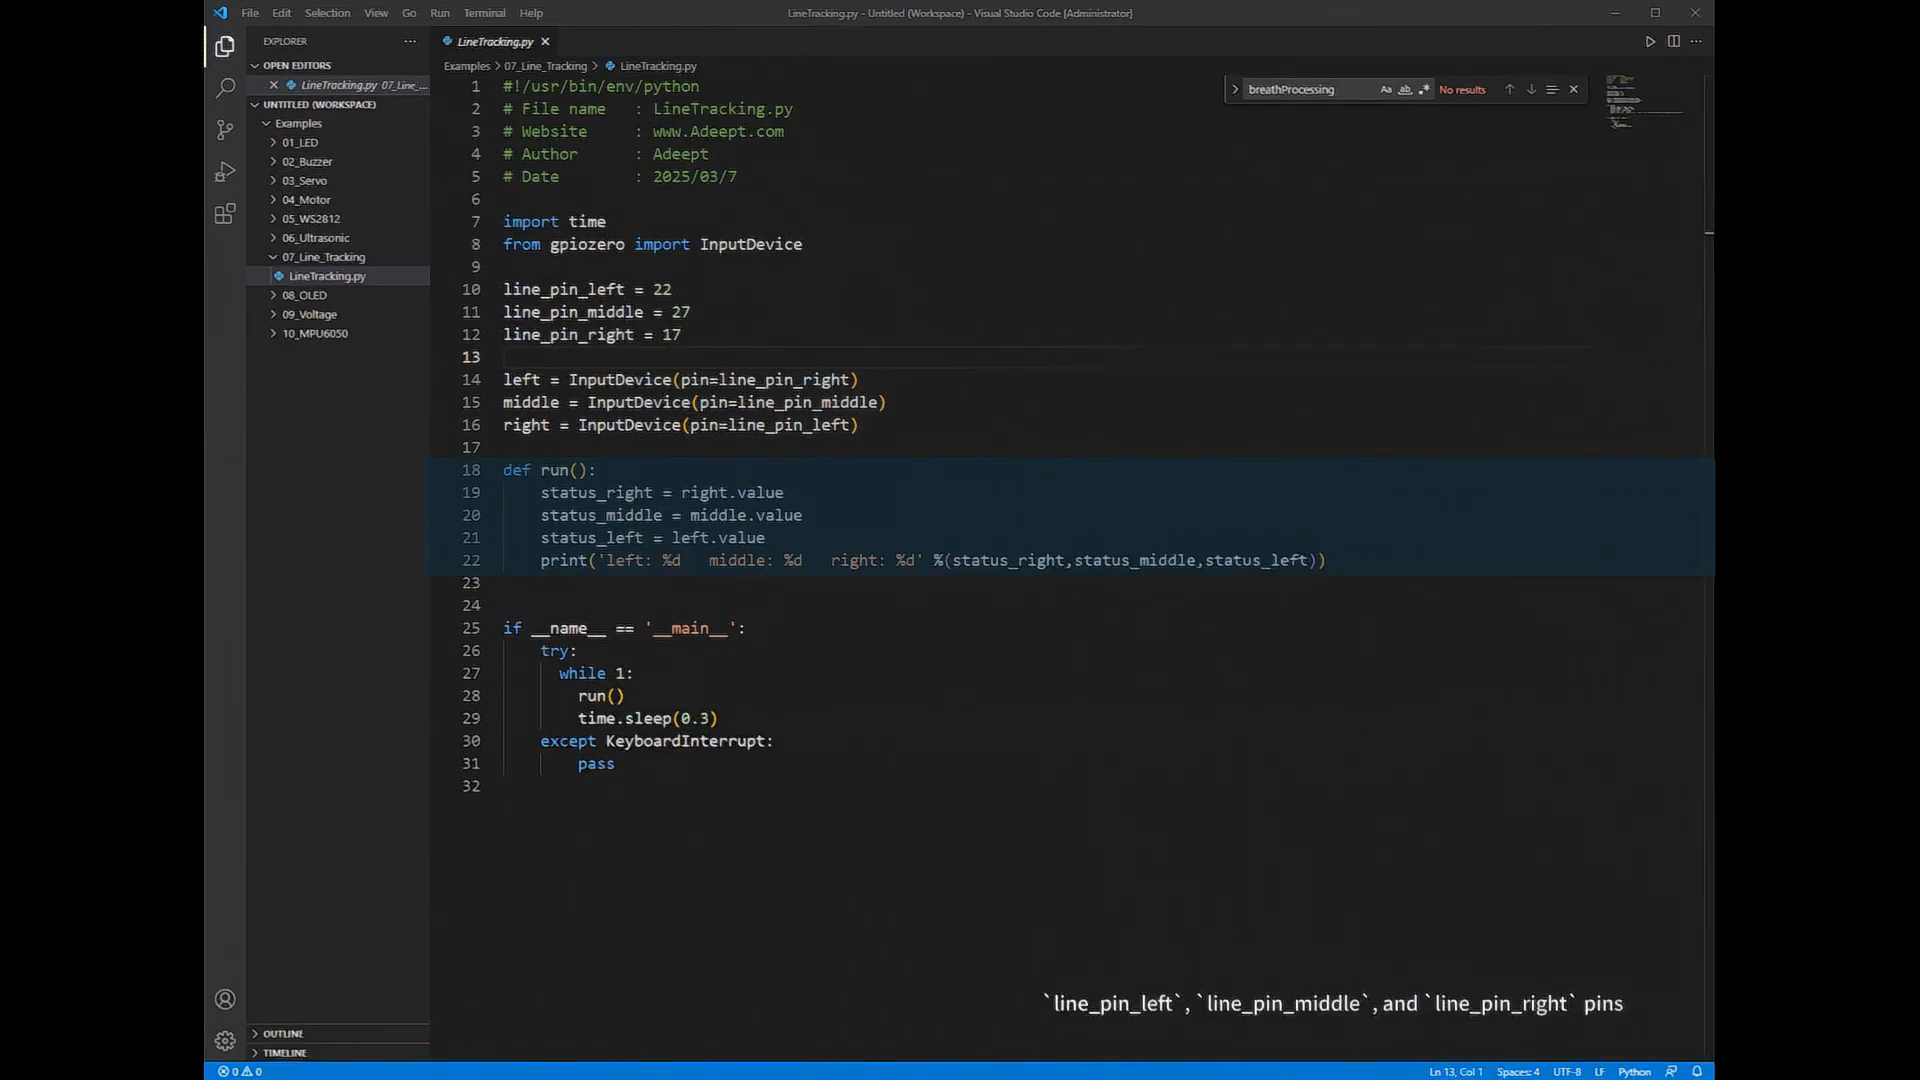 File Edit Selection View Go Run Terminal Help
LineTracking.py - Untitled (Workspace) - Visual Studio Code [Administrator]
EXPLORER
OPEN EDITORS
LineTracking.py 07_Line_...
UNTITLED (WORKSPACE)
Examples
01_LED
02_Buzzer
03_Servo
04_Motor
05_WS2812
06_Ultrasonic
07_Line_Tracking
LineTracking.py
08_OLED
09_Voltage
10_MPU6050
OUTLINE
TIMELINE
LineTracking.py
Examples > 07_Line_Tracking > LineTracking.py
breathProcessing Aa ab .* No results
1 #!/usr/bin/env/python
2 # File name   : LineTracking.py
3 # Website     : www.Adeept.com
4 # Author      : Adeept
5 # Date        : 2025/03/7
6
7 import time
8 from gpiozero import InputDevice
9
10 line_pin_left = 22
11 line_pin_middle = 27
12 line_pin_right = 17
13
14 left = InputDevice(pin=line_pin_right)
15 middle = InputDevice(pin=line_pin_middle)
16 right = InputDevice(pin=line_pin_left)
17
18 def run():
19     status_right = right.value
20     status_middle = middle.value
21     status_left = left.value
22     print('left: %d   middle: %d   right: %d' %(status_right,status_middle,status_left))
23
24
25 if __name__ == '__main__':
26     try:
27       while 1:
28         run()
29         time.sleep(0.3)
30     except KeyboardInterrupt:
31         pass
32
`line_pin_left`, `line_pin_middle`, and `line_pin_right` pins
0 0
Ln 13, Col 1 Spaces: 4 UTF-8 LF Python